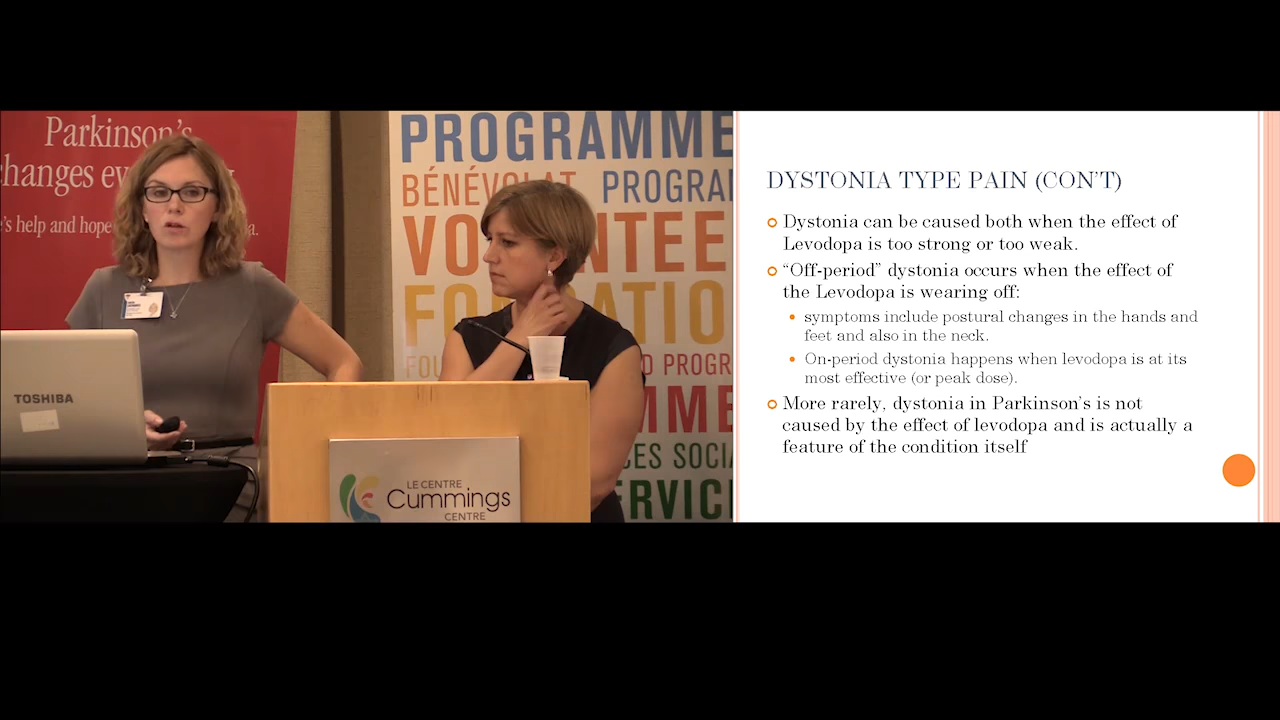 Parkinson's
changes
's help and hope
a.
PROGRAMME
BÉNÉVOLAT PROGRA
VO NTEE
FO ATIO
FOU D PROGR
MME
CES SOCIA
ERVIC
TOSHIBA
LE CENTRE
Cummings
CENTRE
DYSTONIA TYPE PAIN (CON'T)
Dystonia can be caused both when the effect of
Levodopa is too strong or too weak.
"Off-period" dystonia occurs when the effect of
the Levodopa is wearing off:
symptoms include postural changes in the hands and
feet and also in the neck.
On-period dystonia happens when levodopa is at its
most effective (or peak dose).
More rarely, dystonia in Parkinson's is not
caused by the effect of levodopa and is actually a
feature of the condition itself